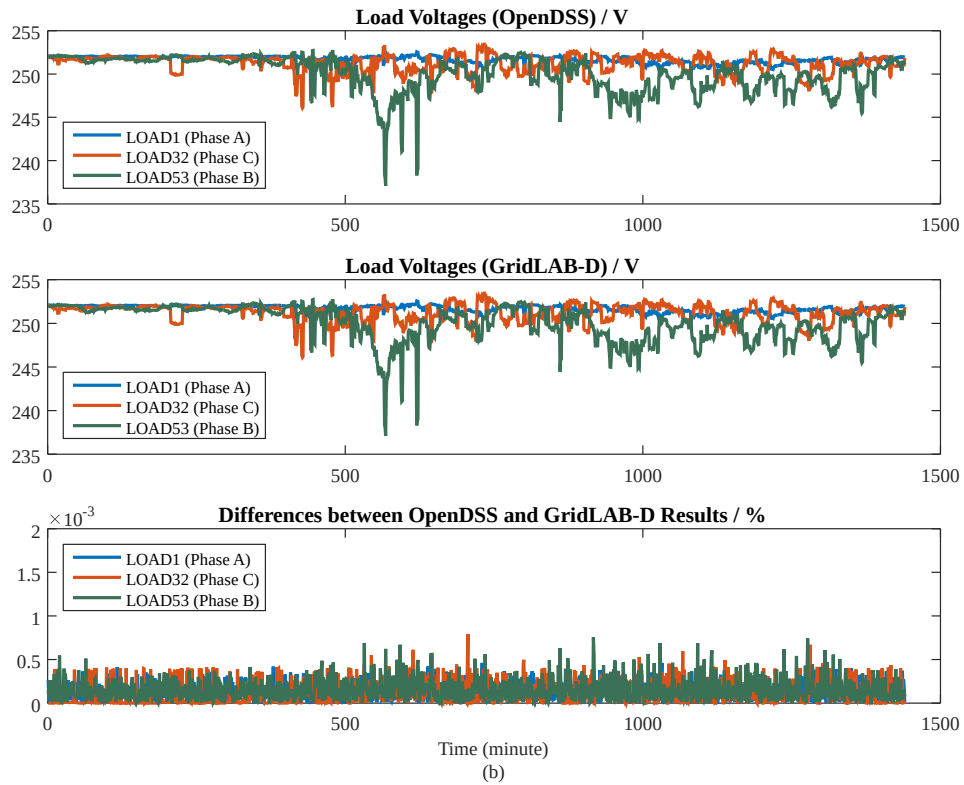 Load Voltages (OpenDSS) / V
255
250
245
240
235
LOAD1 (Phase A)
LOAD32 (Phase C)
LOAD53 (Phase B)
0
500
1000
1500
Load Voltages (GridLAB-D) / V
255
250
245
240
235
LOAD1 (Phase A)
LOAD32 (Phase C)
LOAD53 (Phase B)
0
500
1000
1500
×10⁻³
Differences between OpenDSS and GridLAB-D Results / %
2
1.5
1
0.5
0
LOAD1 (Phase A)
LOAD32 (Phase C)
LOAD53 (Phase B)
0
500
1000
1500
Time (minute)
(b)